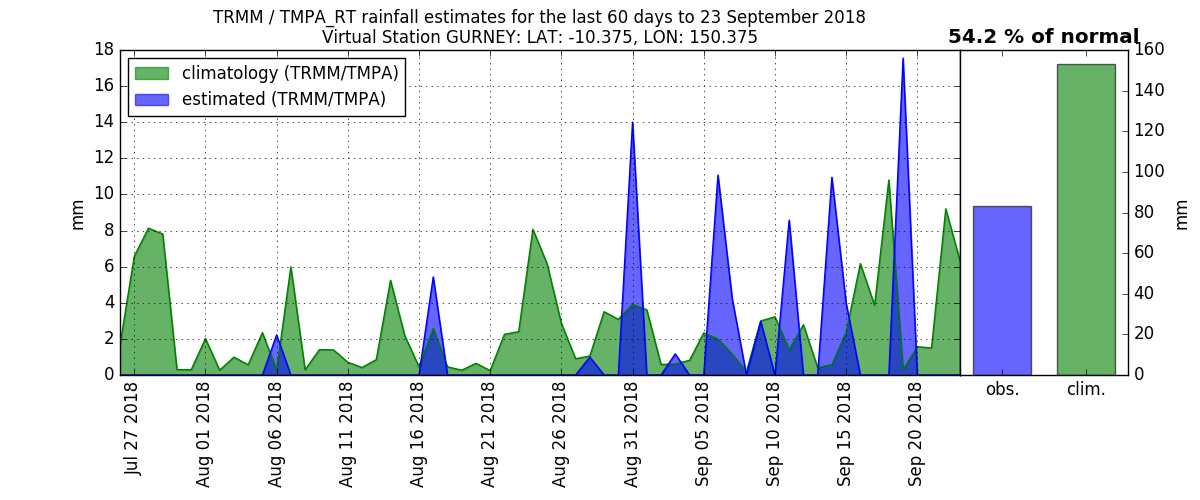 TRMM / TMPA_RT rainfall estimates for the last 60 days to 23 September 2018
Virtual Station GURNEY: LAT: -10.375, LON: 150.375
54.2 % of normal
climatology (TRMM/TMPA)
estimated (TRMM/TMPA)
mm
18
16
14
12
10
8
6
4
2
0
Jul 27 2018
Aug 01 2018
Aug 06 2018
Aug 11 2018
Aug 16 2018
Aug 21 2018
Aug 26 2018
Aug 31 2018
Sep 05 2018
Sep 10 2018
Sep 15 2018
Sep 20 2018
obs.
clim.
160
140
120
100
80
60
40
20
0
mm